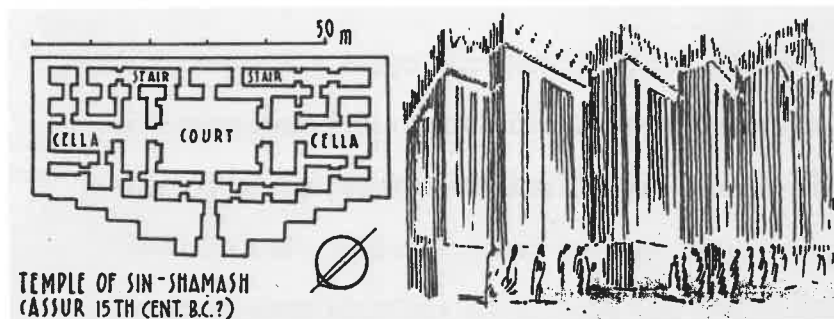 50 m
STAIR STAIR
CELLA COURT CELLA
TEMPLE OF SIN-SHAMASH
(ASSUR 15TH CENT. B.C.?)